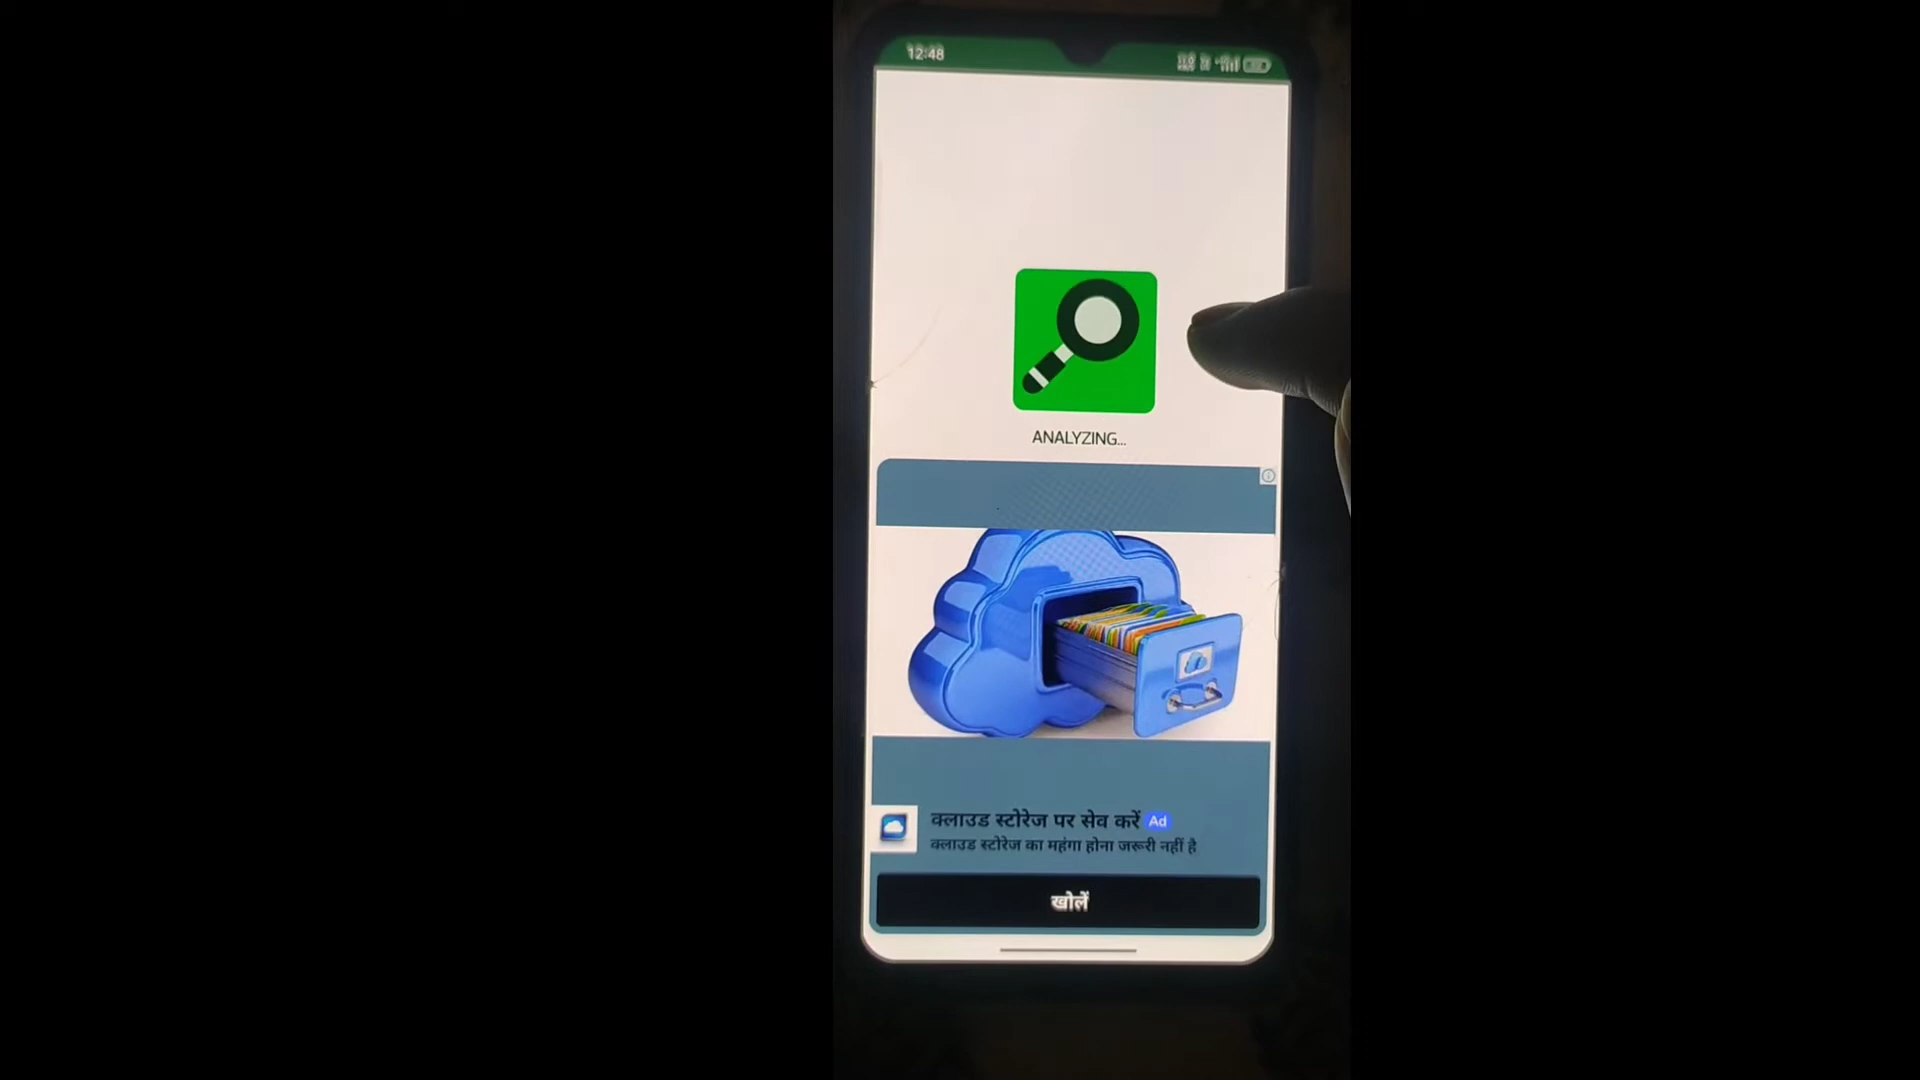 12:48
ANALYZING...
क्लाउड स्टोरेज पर सेव करें Ad
क्लाउड स्टोरेज का महंगा होना जरूरी नहीं है
खोलें